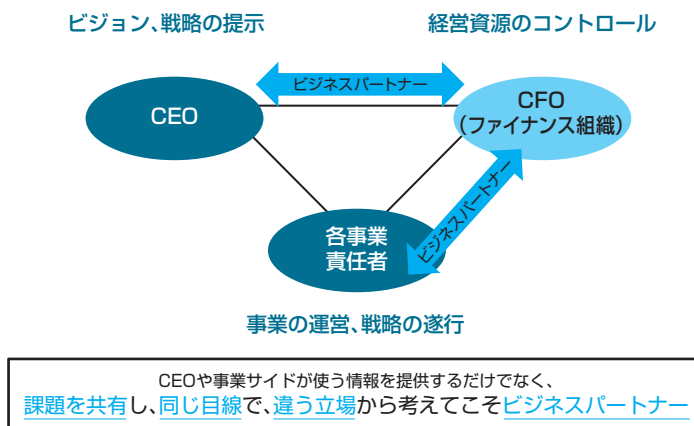 ビジョン、戦略の提示
経営資源のコントロール
ビジネスパートナー
CEO
CFO
(ファイナンス組織)
ビジネスパートナー
各事業
責任者
事業の運営、戦略の遂行
CEOや事業サイドが使う情報を提供するだけでなく、
課題を共有し、同じ目線で、違う立場から考えてこそビジネスパートナー